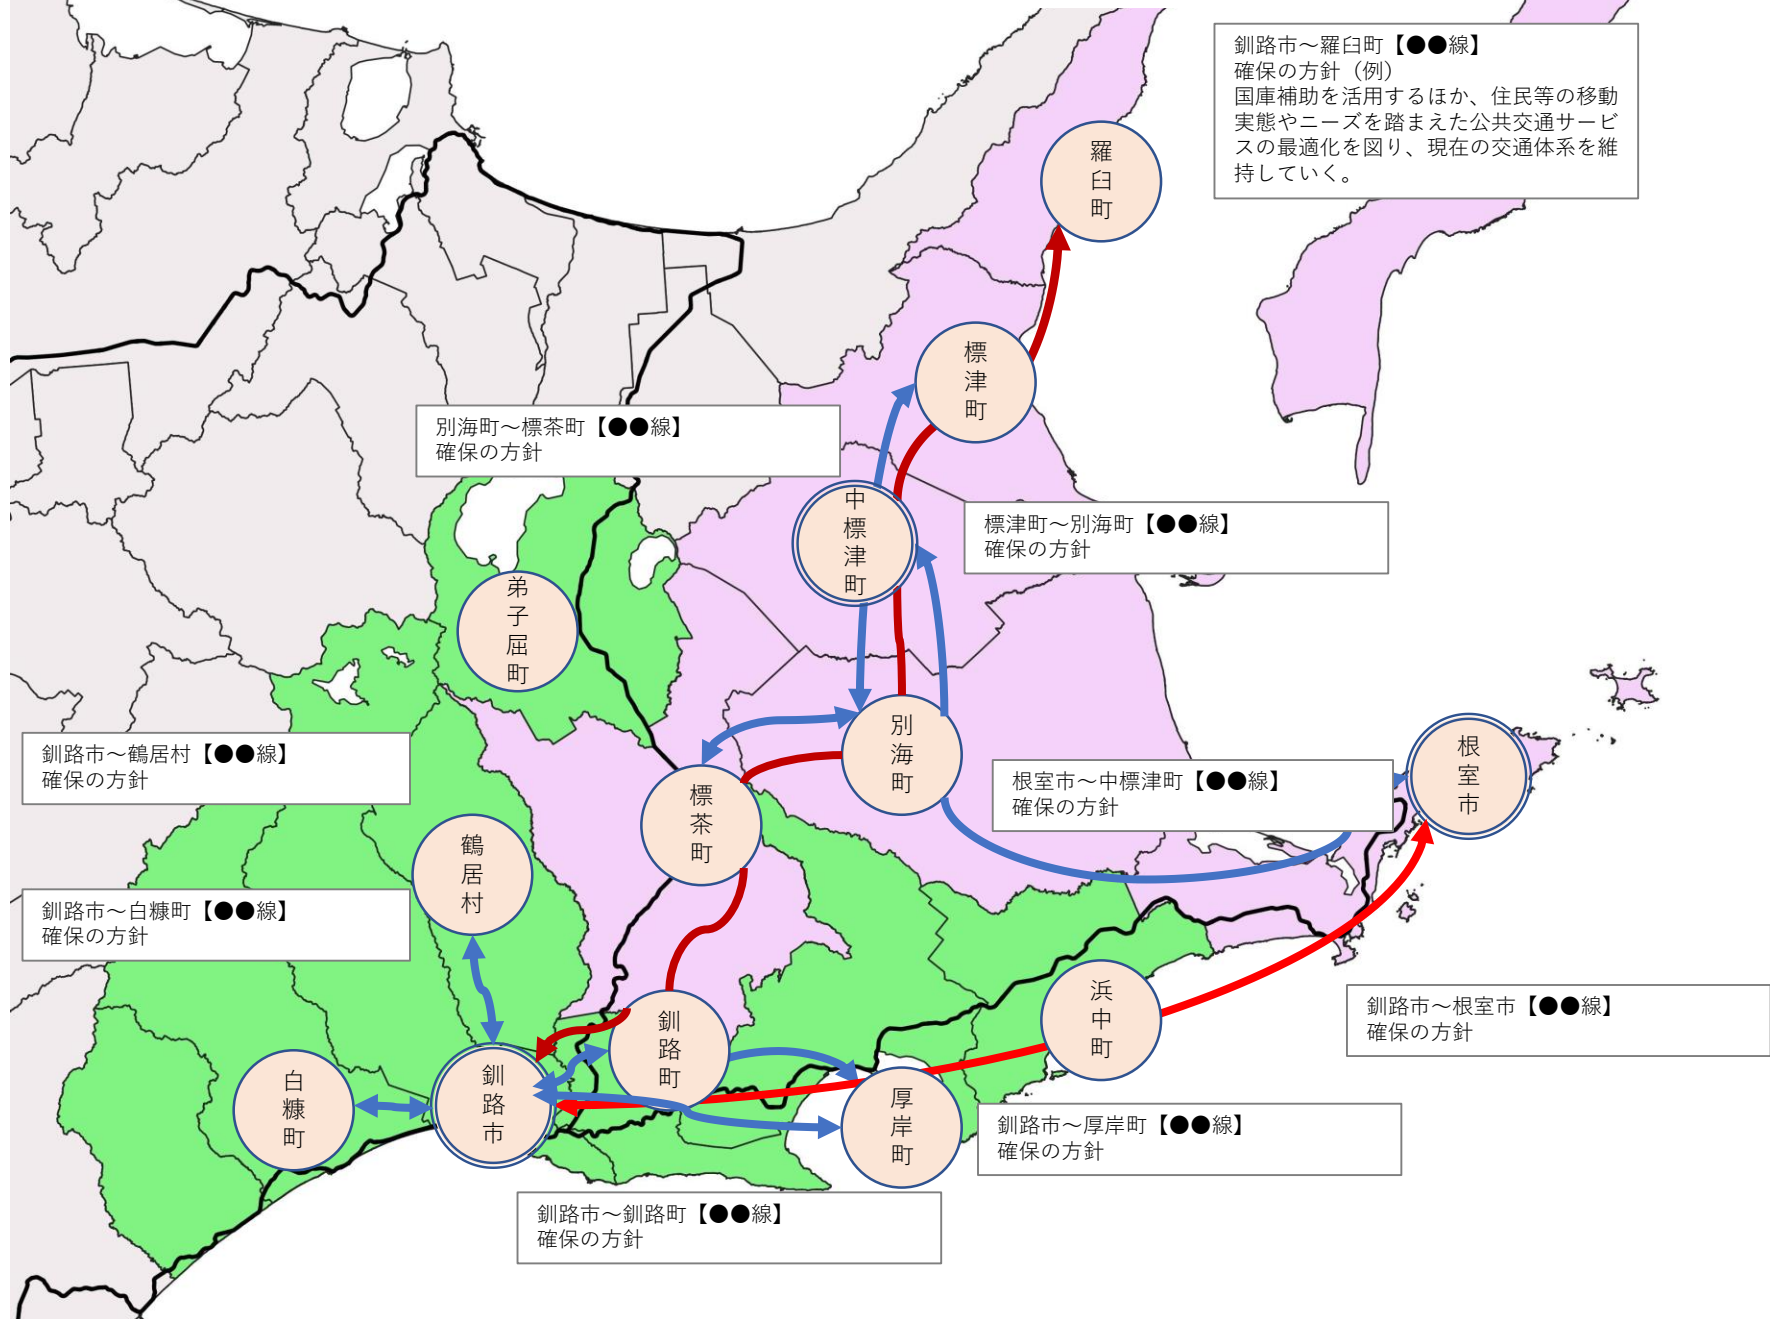 釧路市～羅臼町【●●線】
確保の方針（例）
国庫補助を活用するほか、住民等の移動
実態やニーズを踏まえた公共交通サービ
スの最適化を図り、現在の交通体系を維
持していく。
羅臼町
標津町
別海町～標茶町【●●線】
確保の方針
中標津町
標津町～別海町【●●線】
確保の方針
弟子屈町
釧路市～鶴居村【●●線】
確保の方針
別海町
根室市～中標津町【●●線】
確保の方針
根室市
標茶町
鶴居村
釧路市～白糠町【●●線】
確保の方針
浜中町
釧路市～根室市【●●線】
確保の方針
釧路町
白糠町
釧路市
厚岸町
釧路市～厚岸町【●●線】
確保の方針
釧路市～釧路町【●●線】
確保の方針